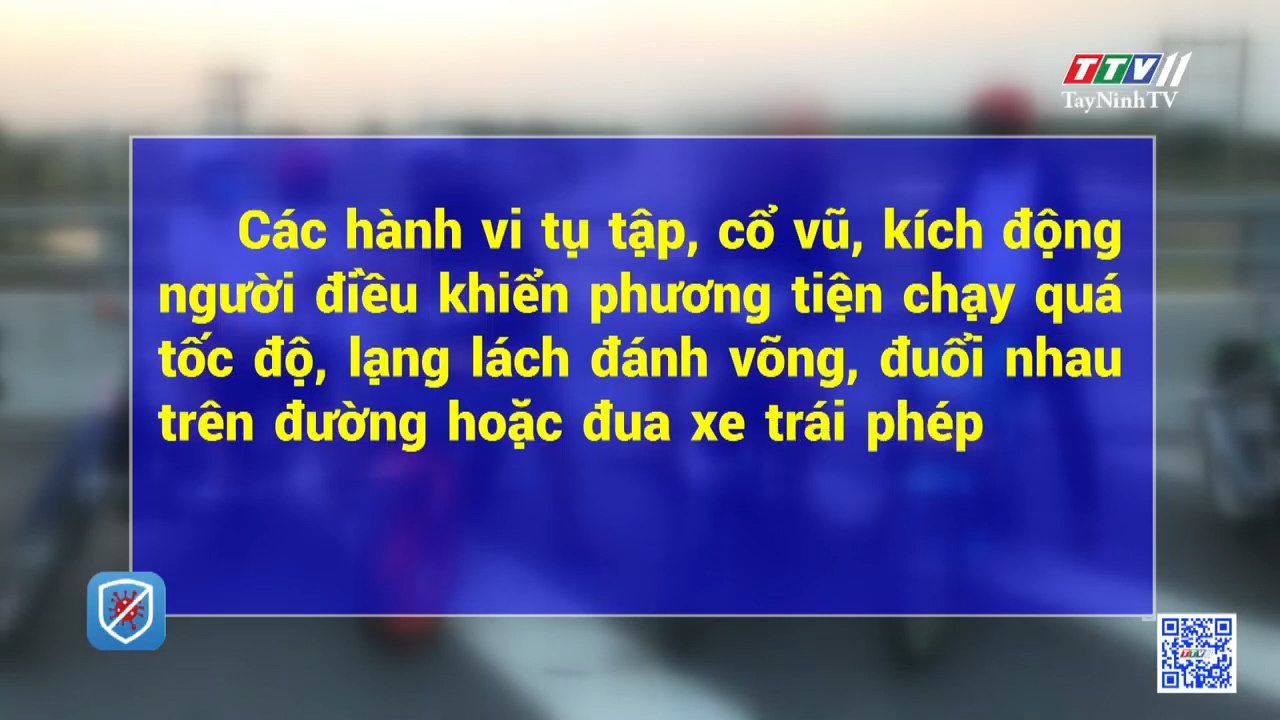 TTV11
TayNinhTV
Các hành vi tụ tập, cổ vũ, kích động
người điều khiển phương tiện chạy quá
tốc độ, lạng lách đánh võng, đuổi nhau
trên đường hoặc đua xe trái phép
TTV